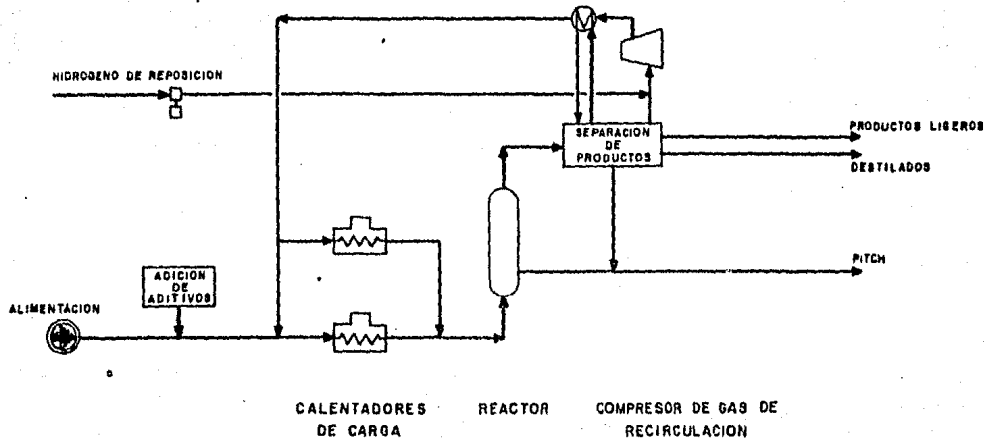 HIDROGENO DE REPOSICION
SEPARACION
DE
PRODUCTOS
PRODUCTOS LIGEROS
DESTILADOS
PITCH
ADICION
DE
ADITIVOS
ALIMENTACION
CALENTADORES
DE CARGA
REACTOR
COMPRESOR DE GAS DE
RECIRCULACION